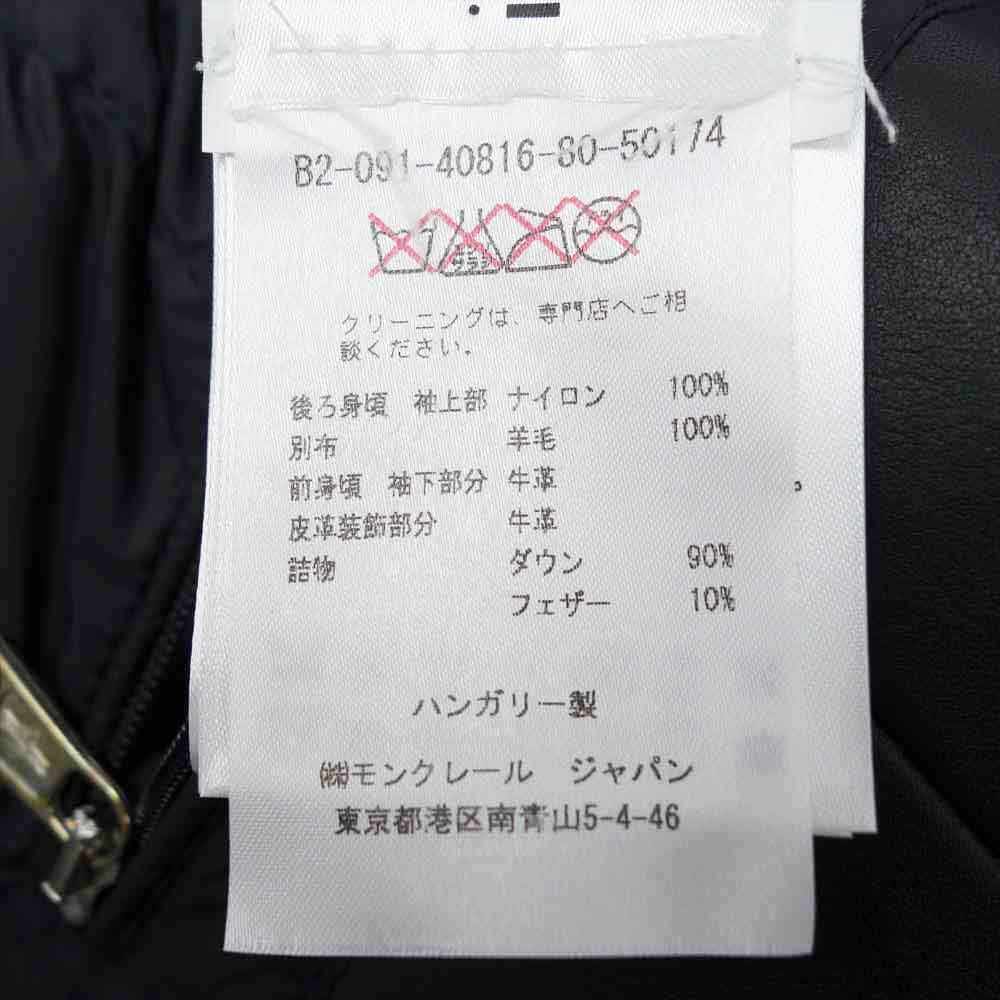 B2-091-40816-80-50174
クリーニングは、専門店へご相
談ください。
後ろ身頃 袖上部 ナイロン 100%
別布 羊毛 100%
前身頃 袖下部分 牛革
皮革装飾部分 牛革
詰物 ダウン 90%
フェザー 10%
ハンガリー製
㈱モンクレール ジャパン
東京都港区南青山5-4-46